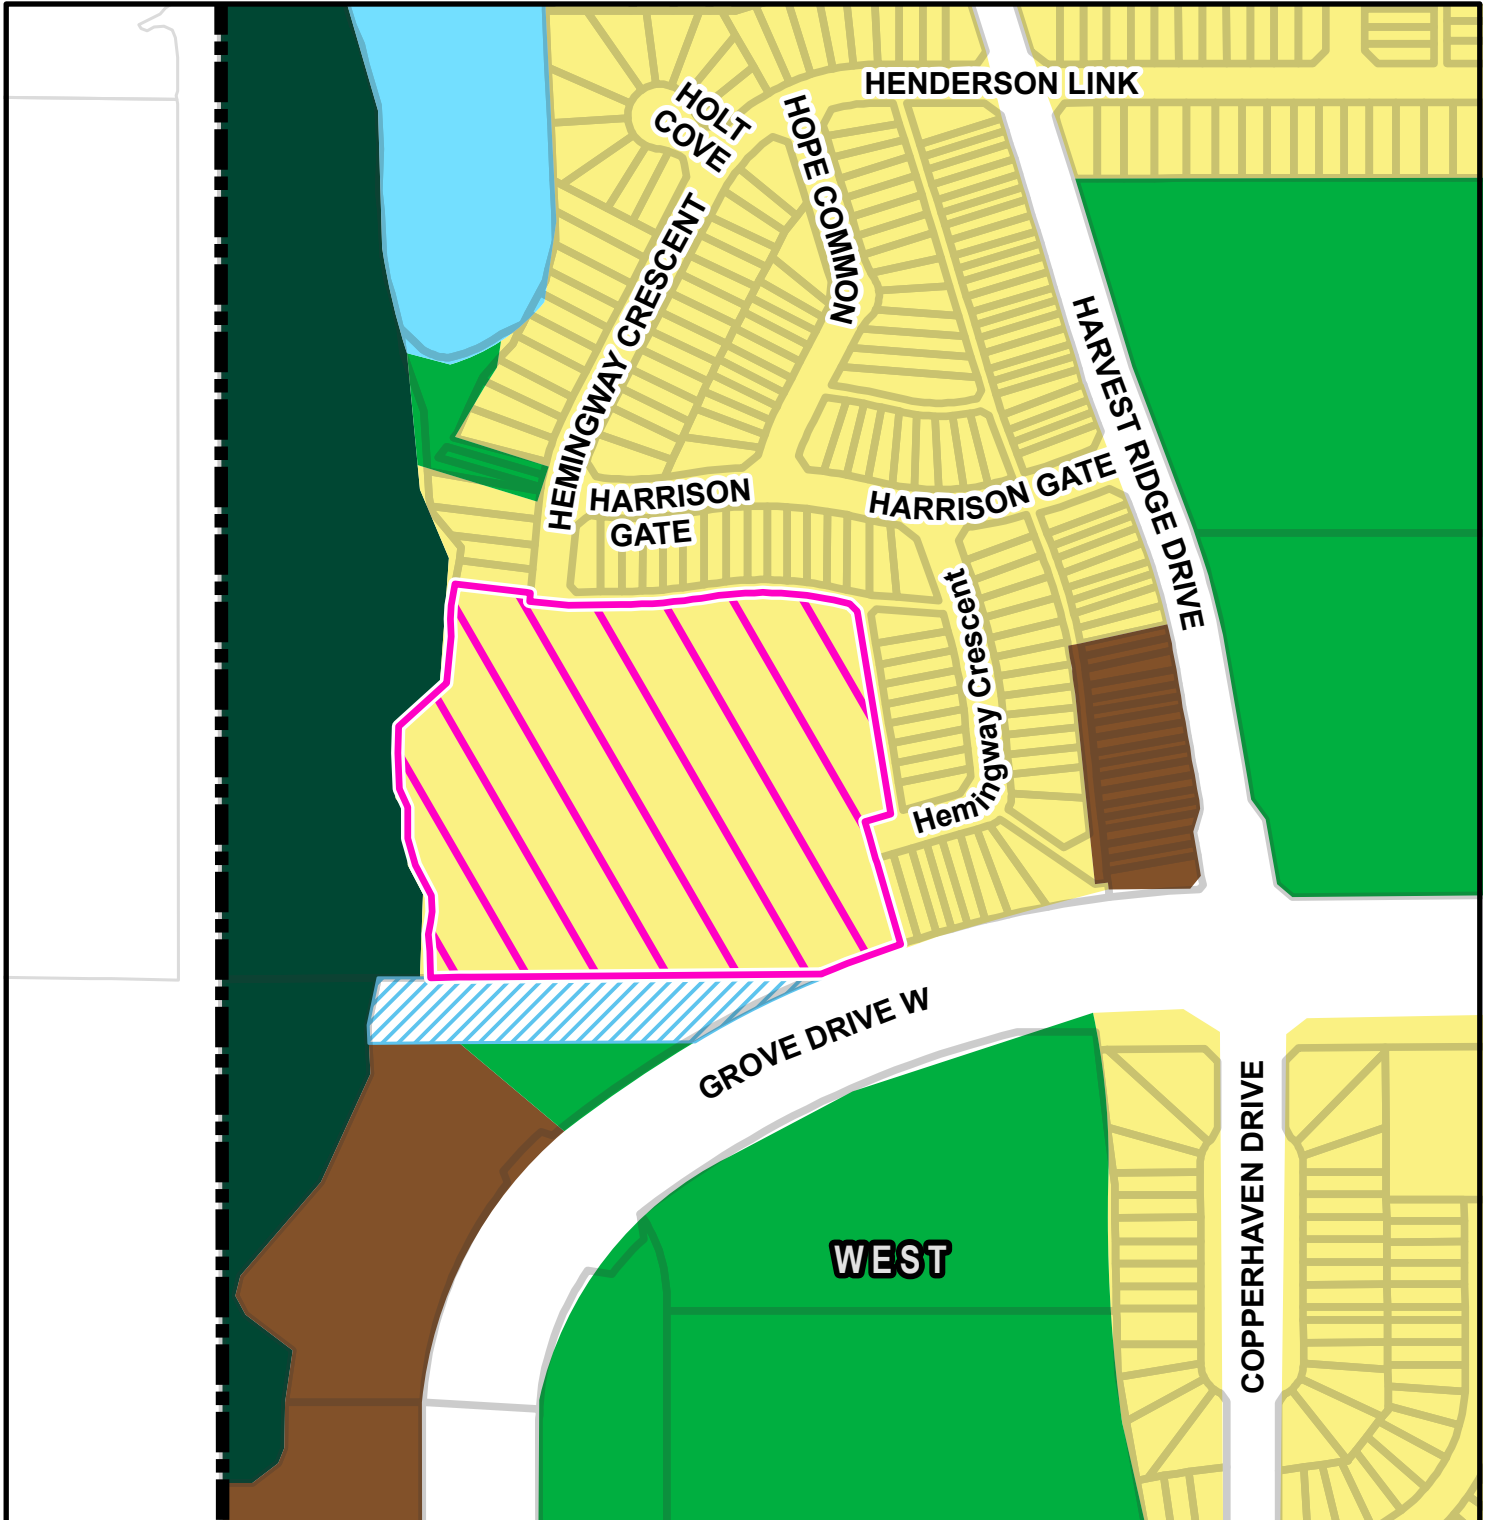 HENDERSON LINK
HOLT
COVE
HOPE COMMON
HEMINGWAY CRESCENT
HARVEST RIDGE DRIVE
HARRISON
GATE
HARRISON GATE
Hemingway Crescent
GROVE DRIVE W
COPPERHAVEN DRIVE
WEST